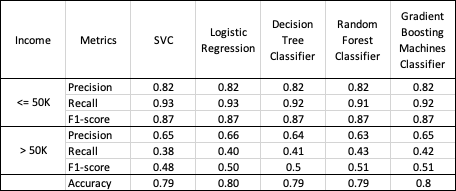 Income Metrics SVC Logistic Regression Decision Tree Classifier Random Forest Classifier Gradient Boosting Machines Classifier
<= 50K Precision 0.82 0.82 0.82 0.82 0.82
Recall 0.93 0.93 0.92 0.91 0.92
F1-score 0.87 0.87 0.87 0.87 0.87
> 50K Precision 0.65 0.66 0.64 0.63 0.65
Recall 0.38 0.40 0.41 0.43 0.42
F1-score 0.48 0.50 0.5 0.51 0.51
Accuracy 0.79 0.80 0.79 0.79 0.8